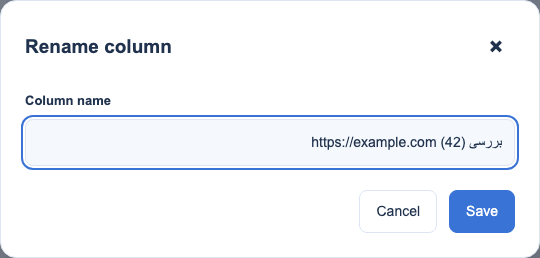 Rename column
×
Column name
بررسی (42) https://example.com
Cancel
Save